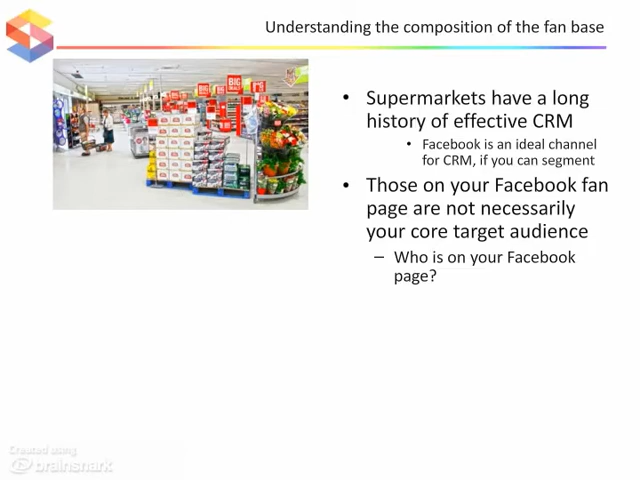 Understanding the composition of the fan base
BIG
• Supermarkets have a long
history of effective CRM
• Facebook is an ideal channel
for CRM, if you can segment
• Those on your Facebook fan
page are not necessarily
your core target audience
– Who is on your Facebook
page?
Created using
brainshark